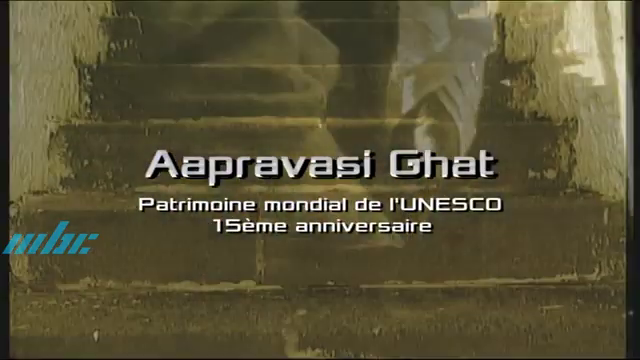 Aapravasi Ghat
Patrimoine mondial de l'UNESCO
15ème anniversaire
mbc